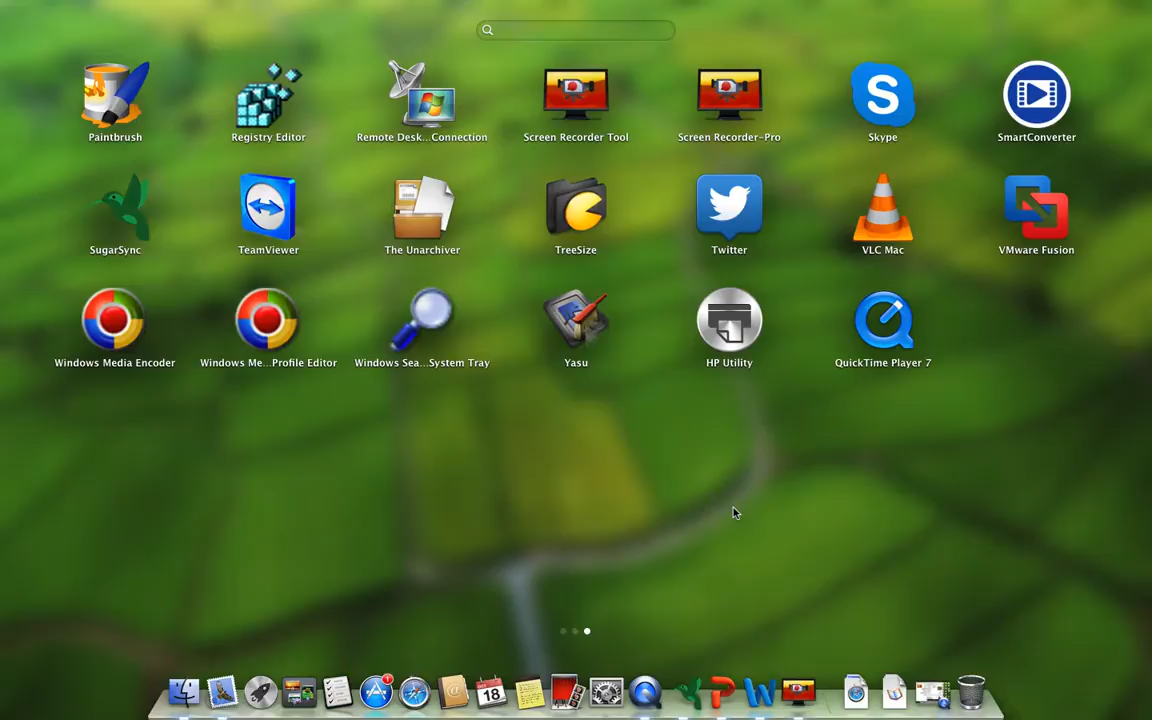 Paintbrush
Registry Editor
Remote Desk...Connection
Screen Recorder Tool
Screen Recorder-Pro
Skype
SmartConverter
SugarSync
TeamViewer
The Unarchiver
TreeSize
Twitter
VLC Mac
VMware Fusion
Windows Media Encoder
Windows Me...Profile Editor
Windows Sea...System Tray
Yasu
HP Utility
QuickTime Player 7
1
18